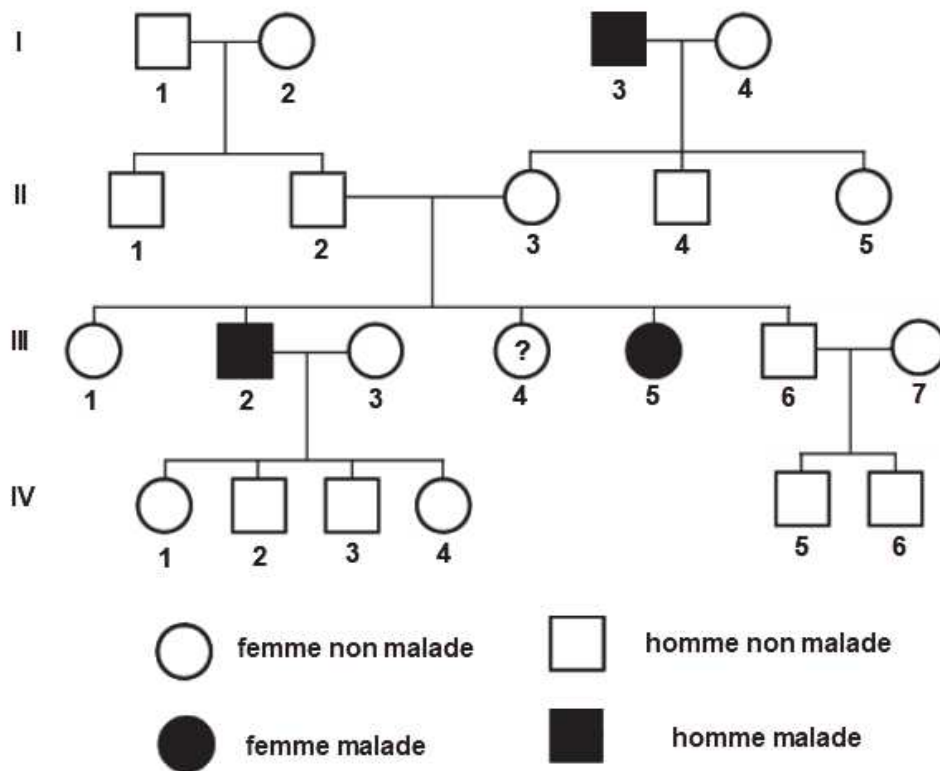 I
1 2 3 4
II
1 2 3 4 5
III
?
1 2 3 4 5 6 7
IV
1 2 3 4 5 6
femme non malade
homme non malade
femme malade
homme malade